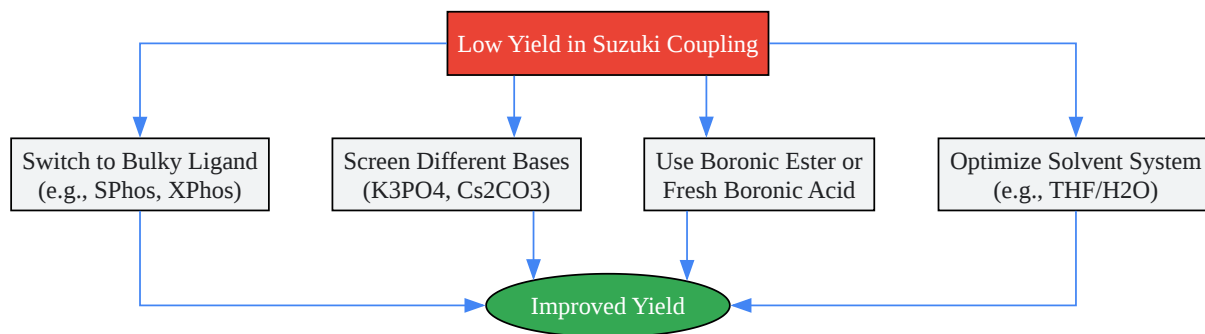 Low Yield in Suzuki Coupling
Switch to Bulky Ligand
(e.g., SPhos, XPhos)
Screen Different Bases
(K3PO4, Cs2CO3)
Use Boronic Ester or
Fresh Boronic Acid
Optimize Solvent System
(e.g., THF/H2O)
Improved Yield